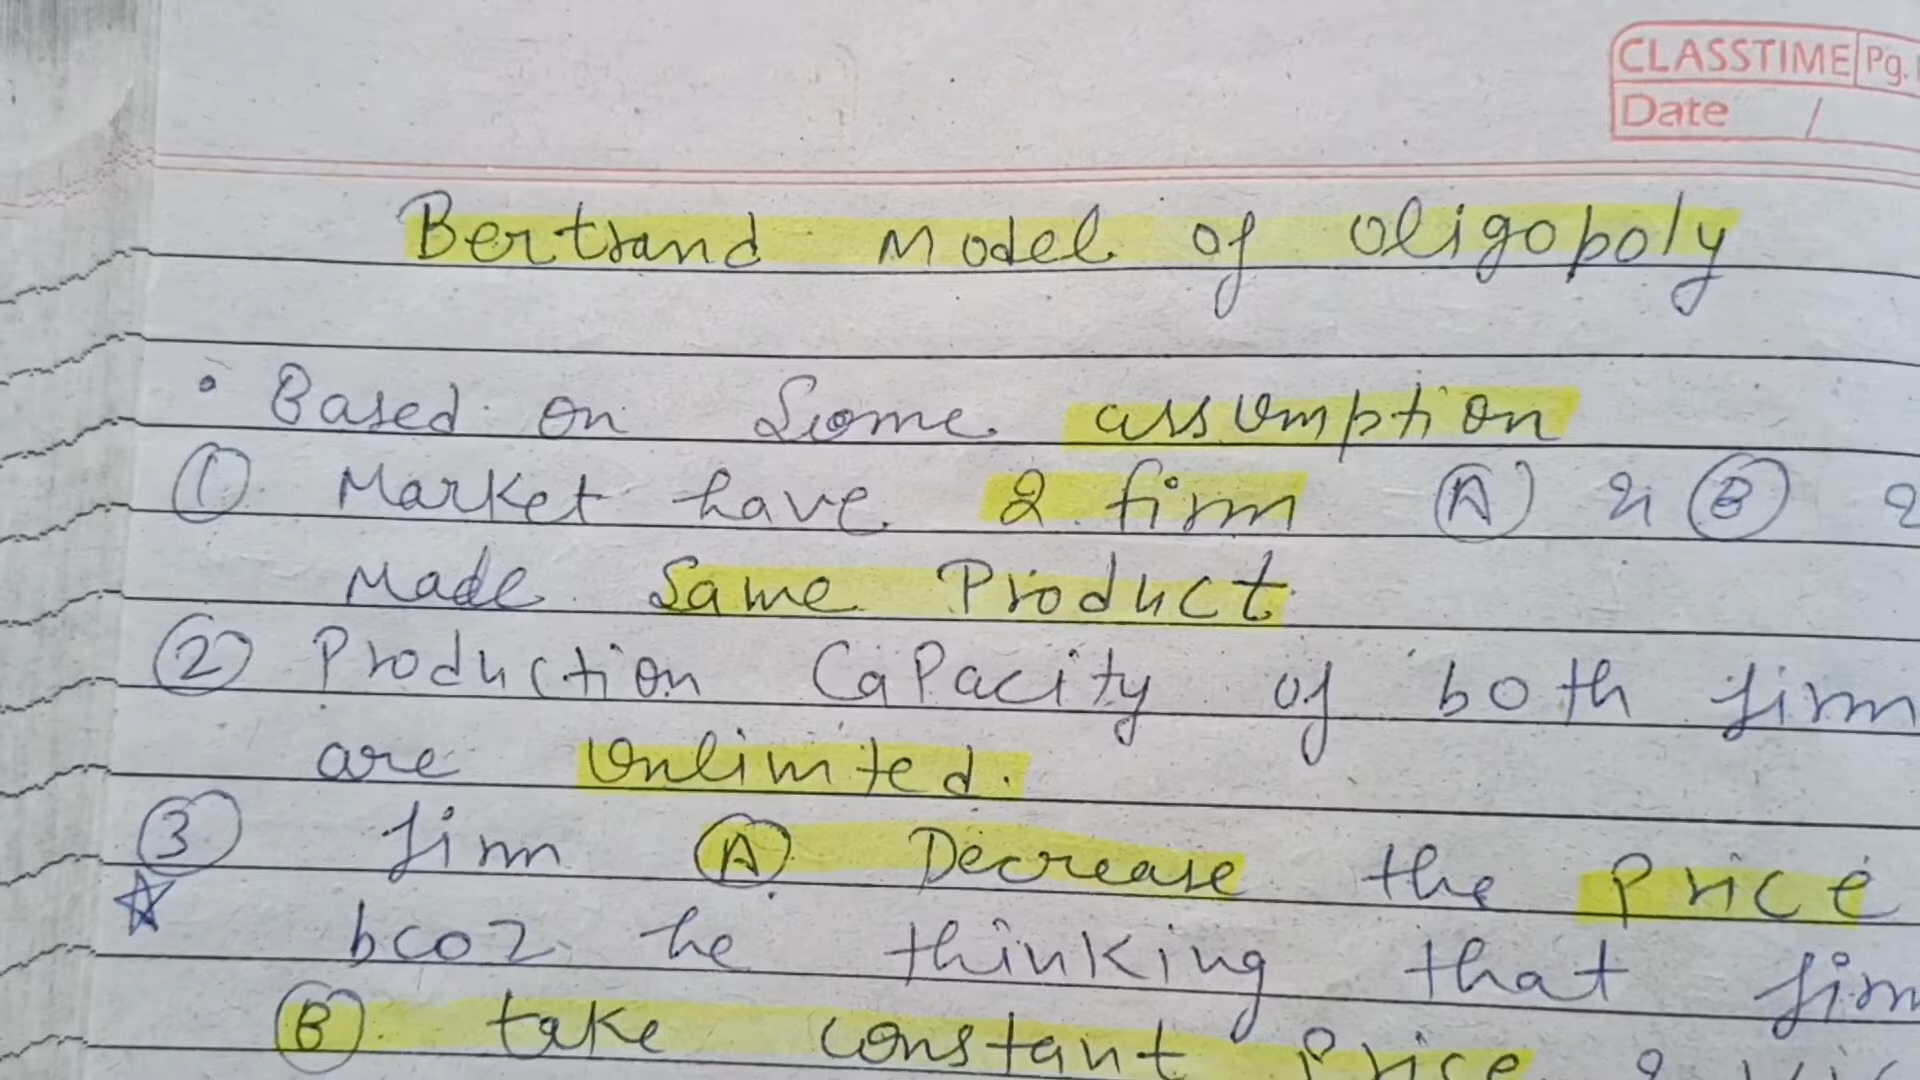 CLASSTIME Pg.
Date /
Bertrand Model of oligopoly
• Based on Some assumption
① Market have 2 firm Ⓐ & Ⓑ &
Made Same Product
② Production Capacity of both firm
are Unlimited.
③ firm Ⓐ Decrease the Price
☆ bcoz he thinking that firm
Ⓑ take constant Price &